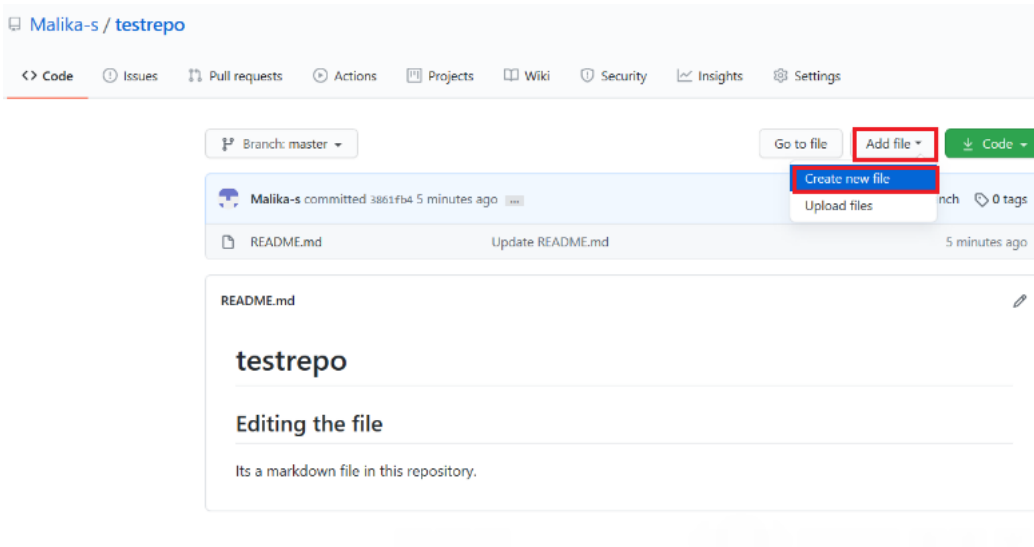 Malika-s / testrepo
<> Code Issues Pull requests Actions Projects Wiki Security Insights Settings
Branch: master Go to file Add file Code
Create new file
Upload files
Malika-s committed 3861fb4 5 minutes ago ... nch 0 tags
README.md Update README.md 5 minutes ago
README.md
testrepo
Editing the file
Its a markdown file in this repository.